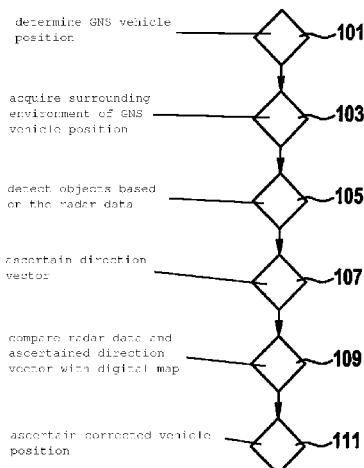 determine GNS vehicle
position
101
acquire surrounding
environment of GNS
vehicle position
103
detect objects based
on the radar data
105
ascertain direction
vector
107
compare radar data and
ascertained direction
vector with digital map
109
ascertain corrected vehicle
position
111